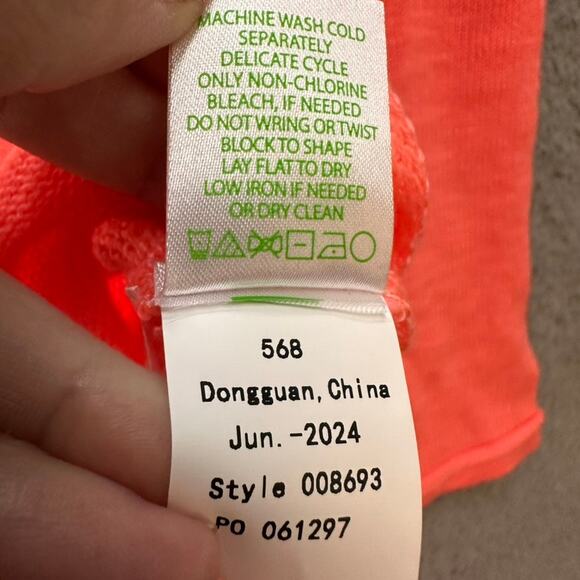 MACHINE WASH COLD
SEPARATELY
DELICATE CYCLE
ONLY NON-CHLORINE
BLEACH, IF NEEDED
DO NOT WRING OR TWIST
BLOCK TO SHAPE
LAY FLAT TO DRY
LOW IRON IF NEEDED
OR DRY CLEAN
568
Dongguan, China
Jun. -2024
Style 008693
PO 061297